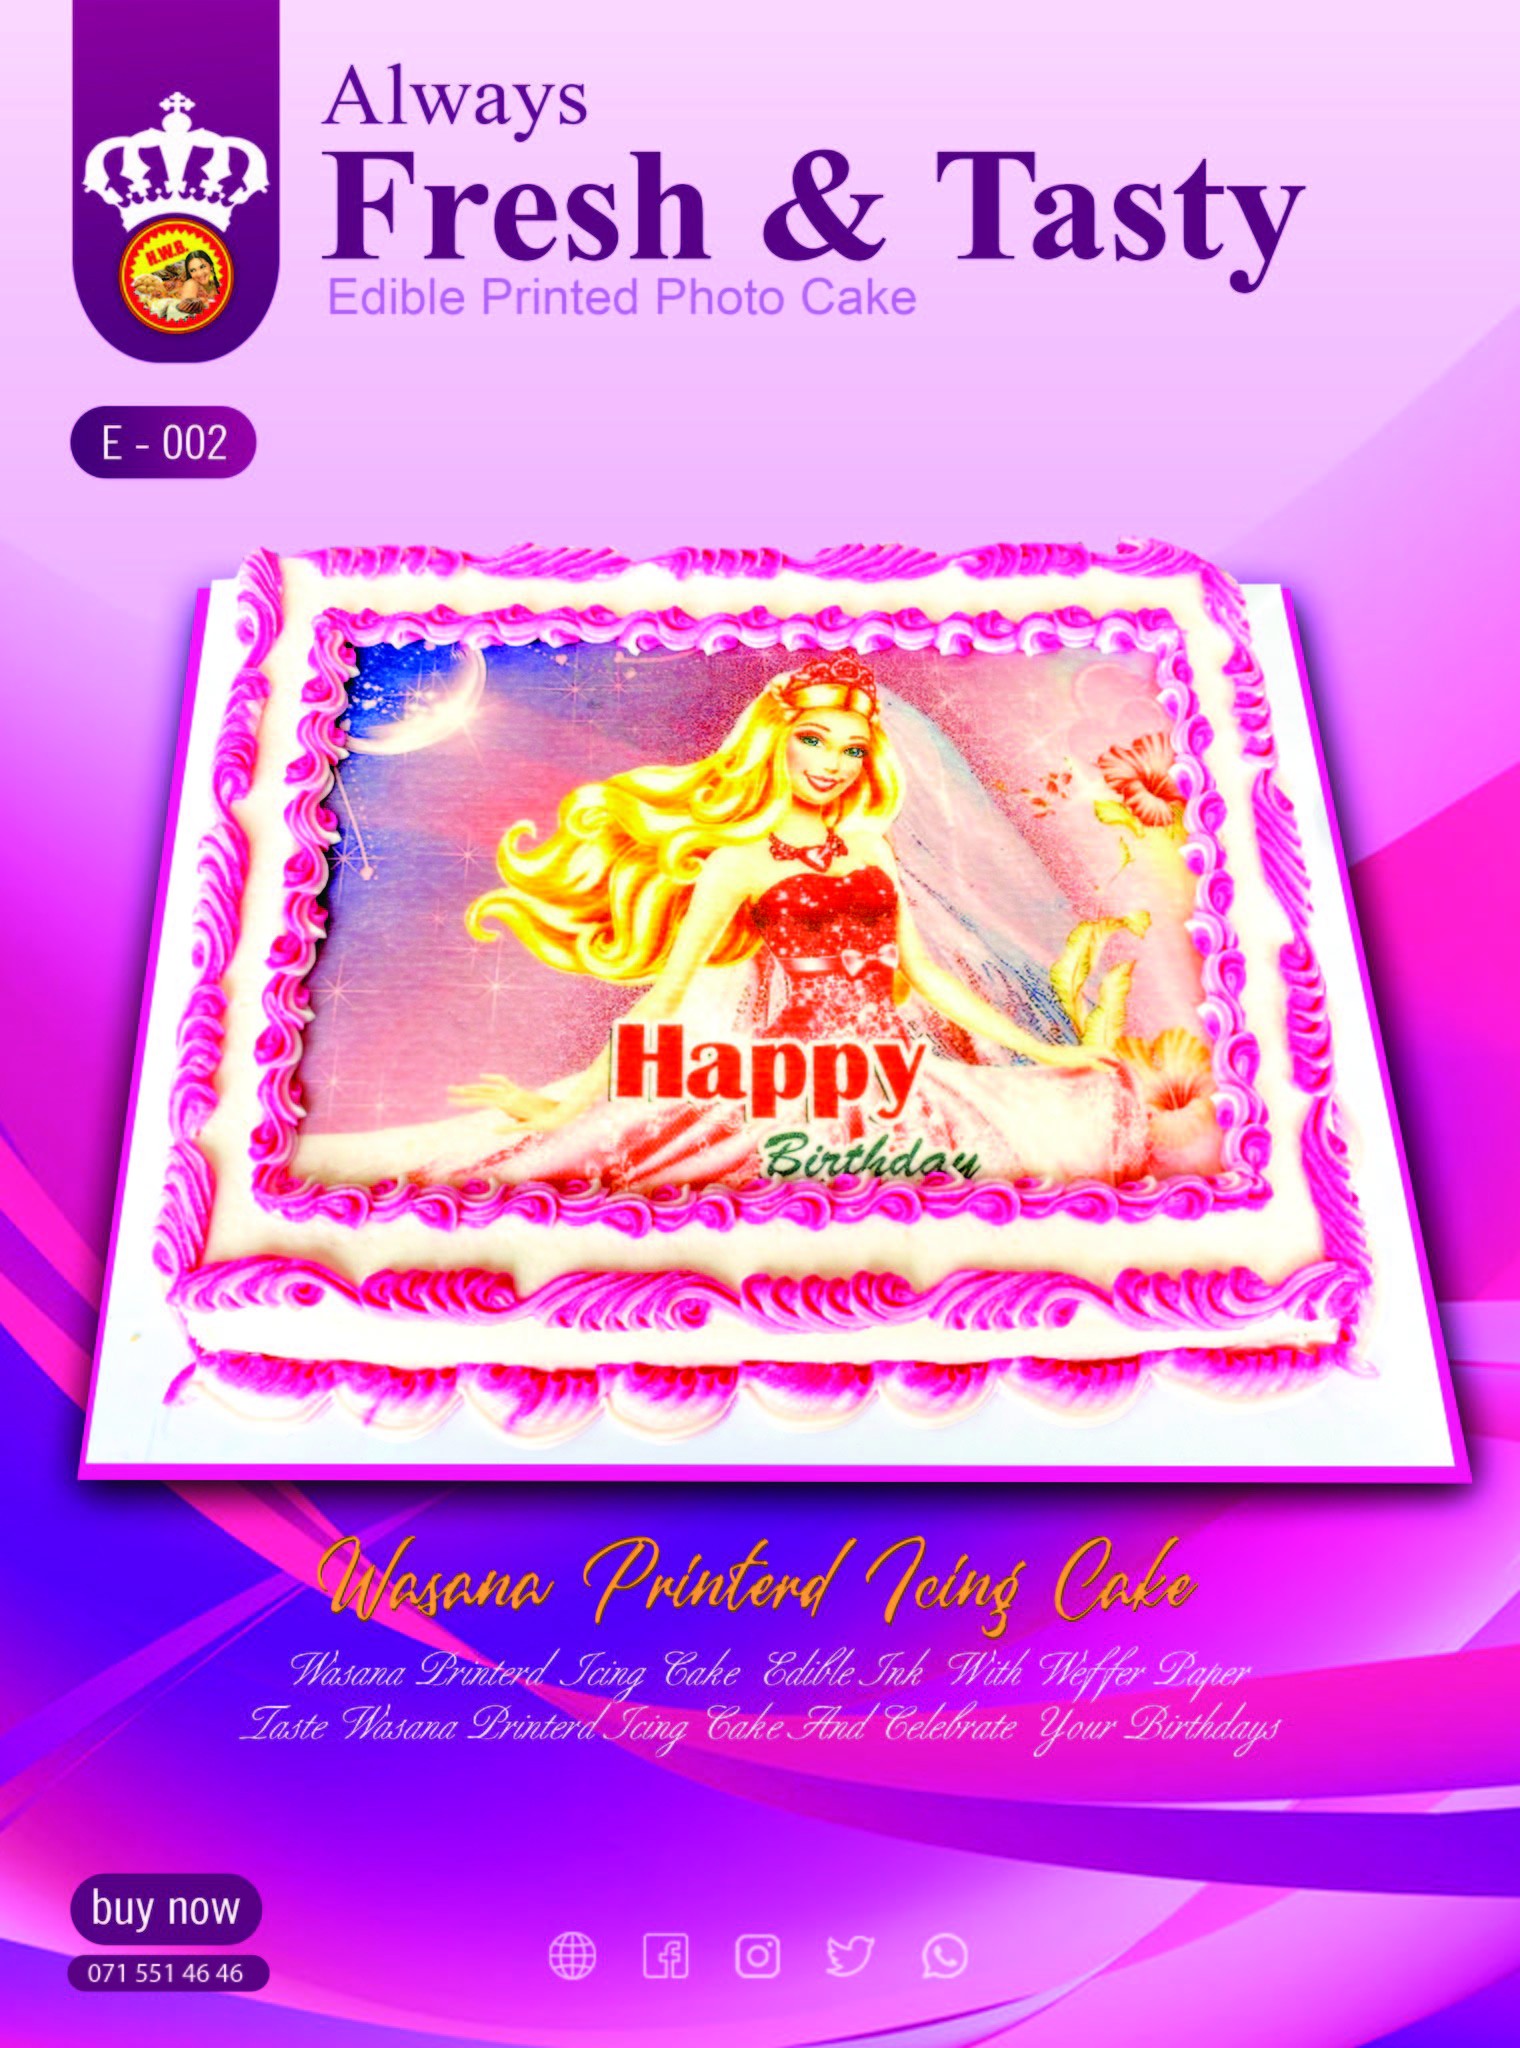 Always
Fresh & Tasty
Edible Printed Photo Cake
H.W.B.
E - 002
Happy
Birthday
Wasana Printerd Icing Cake
Wasana Printerd Icing Cake Edible Ink With Weffer Paper
Taste Wasana Printerd Icing Cake And Celebrate Your Birthdays
buy now
071 551 46 46